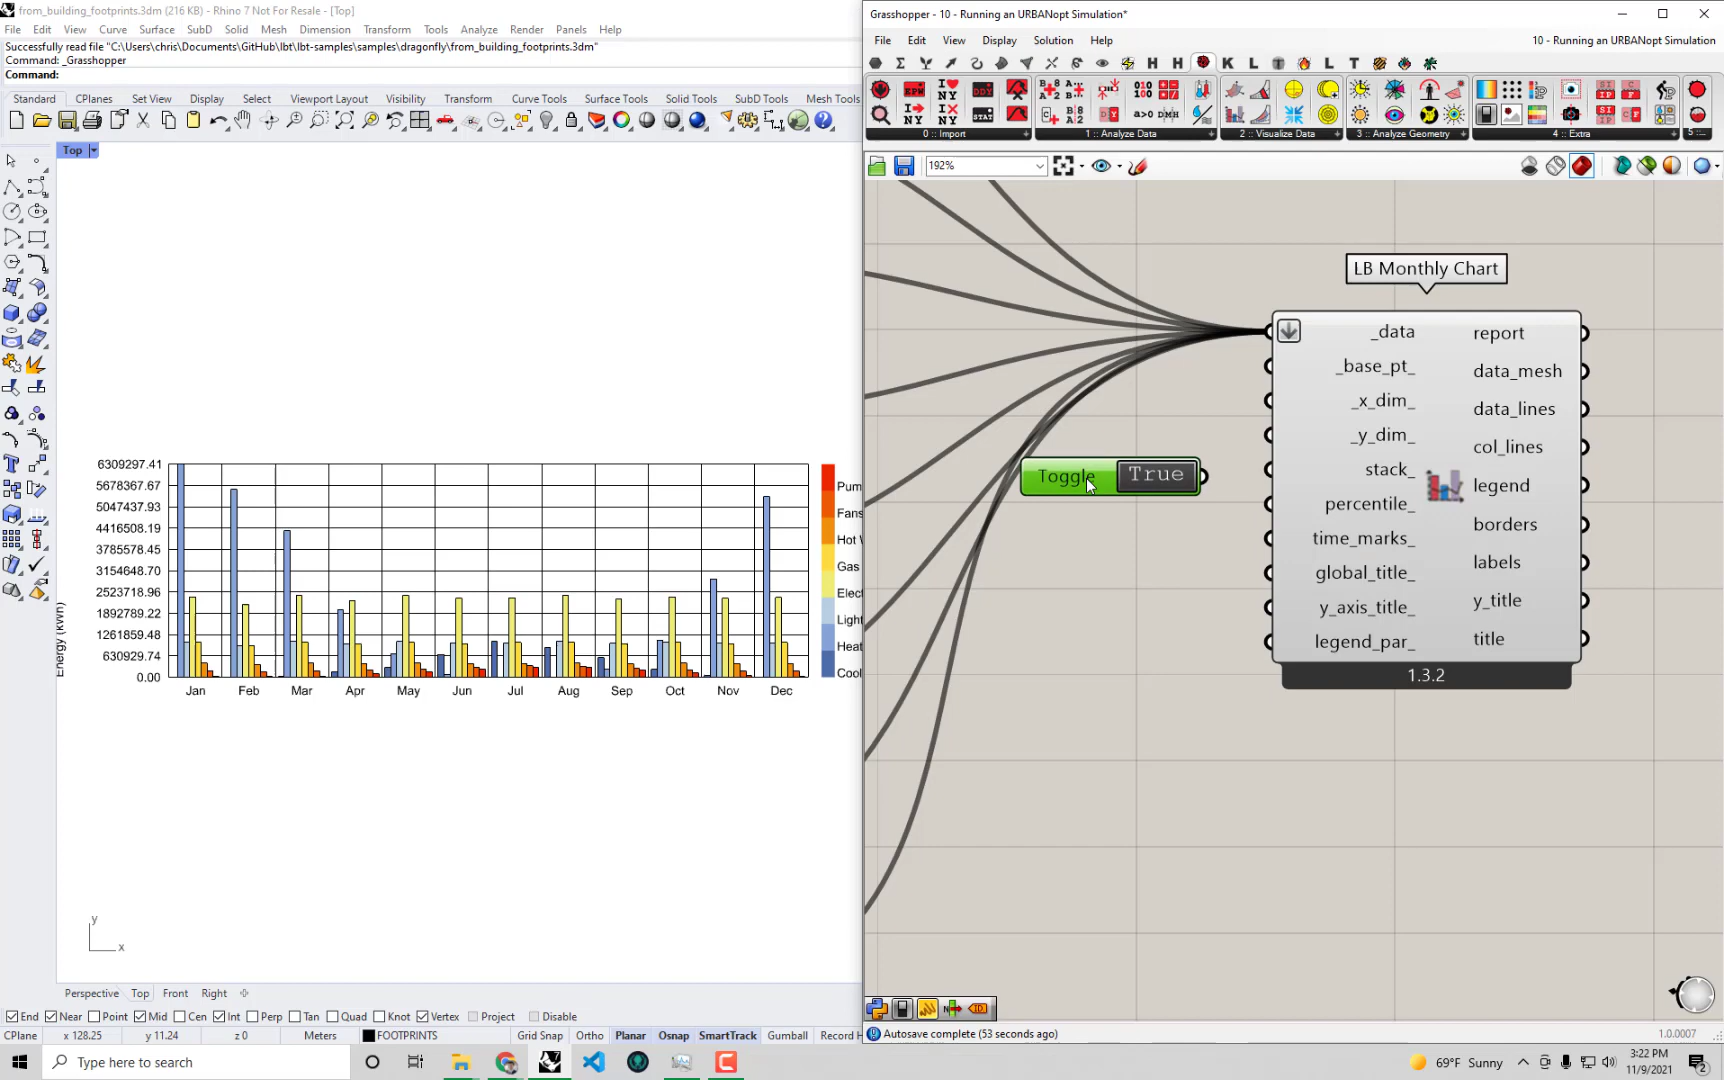 from_building_footprints.3dm (216 KB) - Rhino 7 Not For Resale - [Top]
File Edit View Curve Surface SubD Solid Mesh Dimension Transform Tools Analyze Render Panels Help
Successfully read file "C:\Users\chris\Documents\GitHub\lbt\lbt-samples\samples\dragonfly\from_building_footprints.3dm"
Command: _Grasshopper
Command:
Standard CPlanes Set View Display Select Viewport Layout Visibility Transform Curve Tools Surface Tools Solid Tools SubD Tools Mesh Tools
Top
6309297.41
5678367.67
5047437.93
4416508.19
3785578.45
3154648.70
2523718.96
1892789.22
1261859.48
630929.74
0.00
Energy (kWh)
Jan Feb Mar Apr May Jun Jul Aug Sep Oct Nov Dec
Pum
Fans
Hot
Gas
Elect
Light
Heat
Cool
y
x
Perspective Top Front Right
End Near Point Mid Cen Int Perp Tan Quad Knot Vertex Project Disable
CPlane x 128.25 y 11.24 z 0 Meters FOOTPRINTS Grid Snap Ortho Planar Osnap SmartTrack Gumball Record H
Grasshopper - 10 - Running an URBANopt Simulation*
File Edit View Display Solution Help
10 - Running an URBANopt Simulation
0 :: Import 1 :: Analyze Data 2 :: Visualize Data 3 :: Analyze Geometry 4 :: Extra 5 ::
192%
LB Monthly Chart
_data
_base_pt_
_x_dim_
_y_dim_
stack_
percentile_
time_marks_
global_title_
y_axis_title_
legend_par_
report
data_mesh
data_lines
col_lines
legend
borders
labels
y_title
title
1.3.2
Toggle True
Autosave complete (53 seconds ago)
1.0.0007
Type here to search
69°F Sunny
3:22 PM
11/9/2021